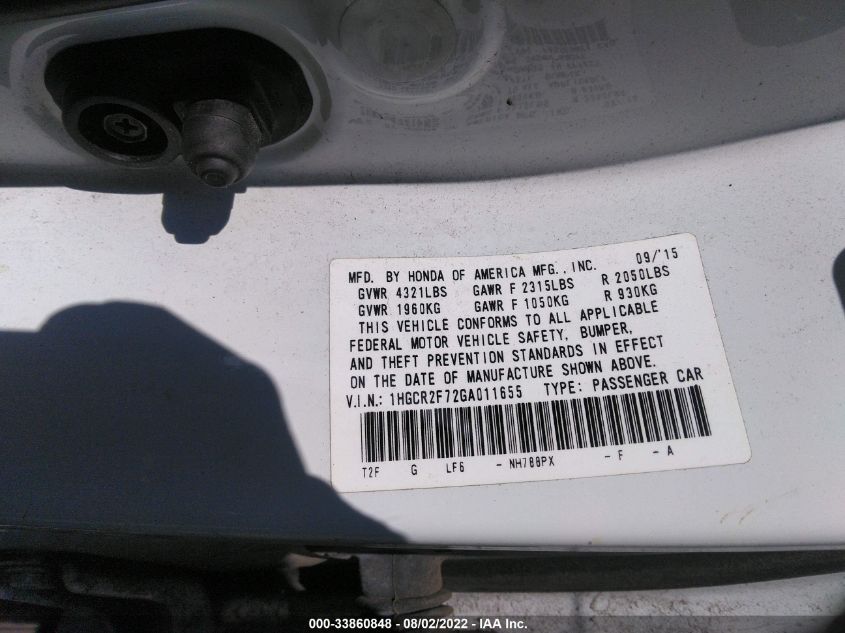 MFD. BY HONDA OF AMERICA MFG., INC. 09/'15
GVWR 4321LBS GAWR F 2315LBS R 2050LBS
GVWR 1960KG GAWR F 1050KG R 930KG
THIS VEHICLE CONFORMS TO ALL APPLICABLE
FEDERAL MOTOR VEHICLE SAFETY, BUMPER,
AND THEFT PREVENTION STANDARDS IN EFFECT
ON THE DATE OF MANUFACTURE SHOWN ABOVE.
V.I.N.: 1HGCR2F72GA011655 TYPE: PASSENGER CAR
T2F G LF6 - NH788PX - F - A
000-33860848 - 08/02/2022 - IAA Inc.